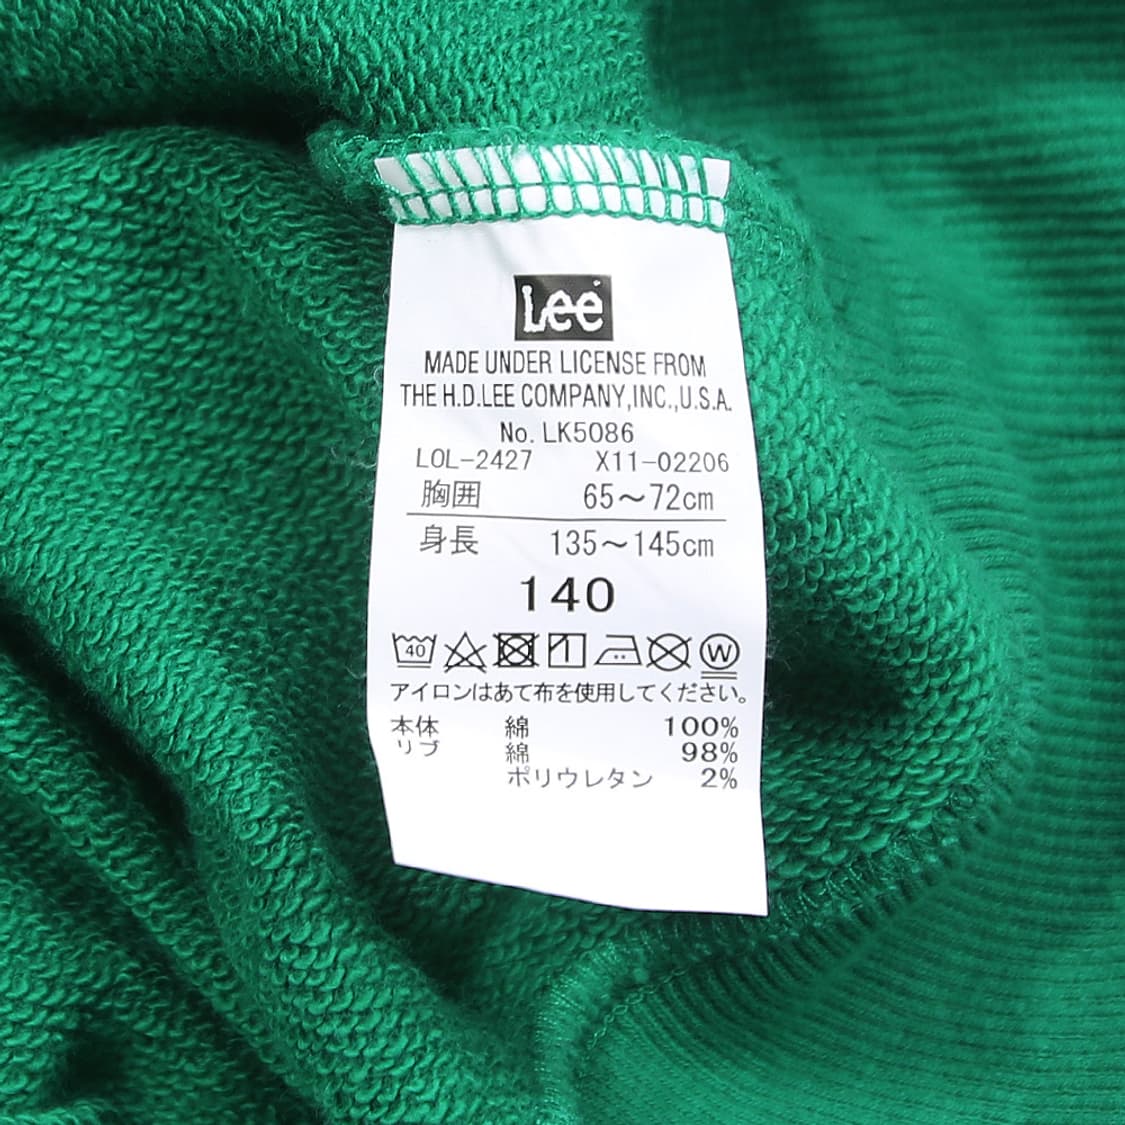 Lee
MADE UNDER LICENSE FROM
THE H.D.LEE COMPANY,INC.,U.S.A.
No. LK5086
LOL-2427 X11-02206
胸囲 65～72cm
身長 135～145cm
140
40 W
アイロンはあて布を使用してください。
本体 綿 100%
リブ 綿 98%
ポリウレタン 2%